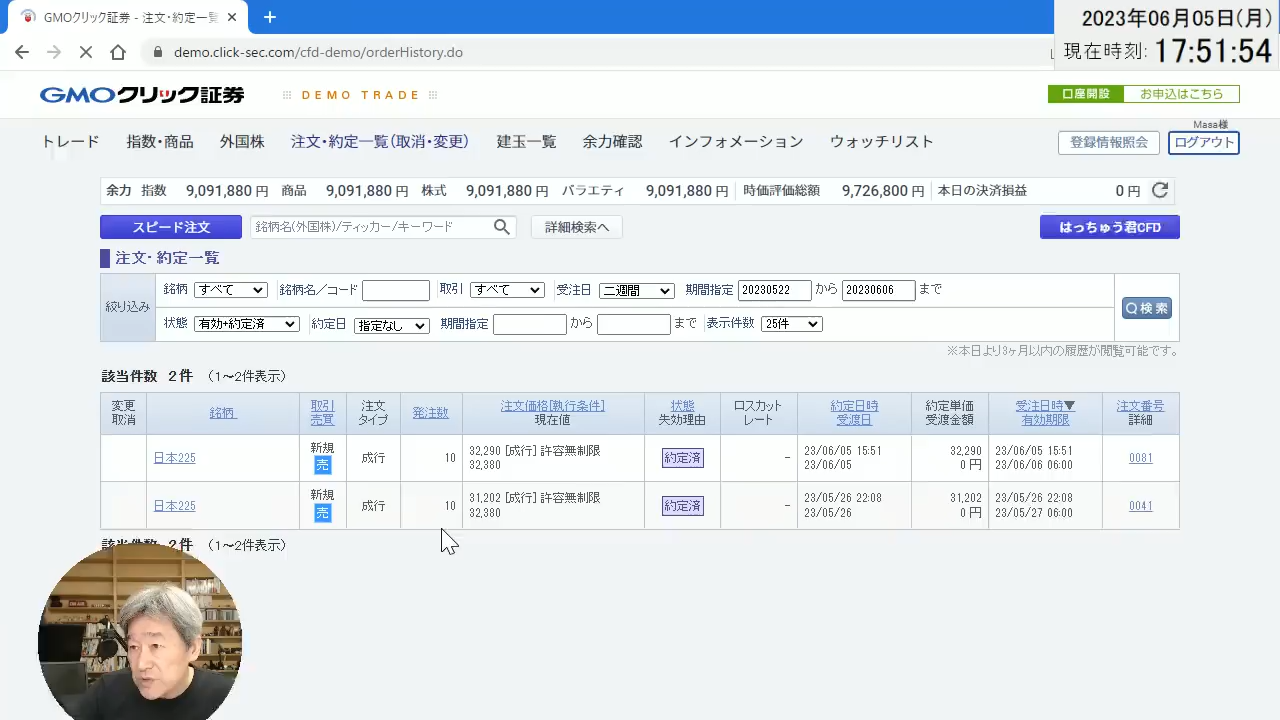 GMOクリック証券 - 注文・約定一覧
2023年06月05日(月)
現在時刻: 17:51:54
demo.click-sec.com/cfd-demo/orderHistory.do
GMOクリック証券 DEMO TRADE
口座開設 お申込はこちら
Masa様
トレード 指数・商品 外国株 注文・約定一覧(取消・変更) 建玉一覧 余力確認 インフォメーション ウォッチリスト 登録情報照会 ログアウト
余力 指数 9,091,880 円 商品 9,091,880 円 株式 9,091,880 円 バラエティ 9,091,880 円 時価評価総額 9,726,800 円 本日の決済損益 0 円
スピード注文 銘柄名(外国株)/ティッカー/キーワード 詳細検索へ はっちゅう君CFD
注文・約定一覧
絞り込み 銘柄 すべて 銘柄名/コード 取引 すべて 受注日 二週間 期間指定 20230522 から 20230606 まで
状態 有効+約定済 約定日 指定なし 期間指定 から まで 表示件数 25件 検索
※本日より3ヶ月以内の履歴が閲覧可能です。
該当件数 2件 (1~2件表示)
変更 取引 注文 注文価格[執行条件] 状態 ロスカット 約定日時 約定単価 受注日時▼ 注文番号
銘柄 発注数
取消 売買 タイプ 現在値 失効理由 レート 受渡日 受渡金額 有効期限 詳細
新規 32,290 [成行] 許容無制限 23/06/05 15:51 32,290 23/06/05 15:51
日本225 成行 10 約定済 - 0081
売 32,380 23/06/05 0 円 23/06/06 06:00
新規 31,202 [成行] 許容無制限 23/05/26 22:08 31,202 23/05/26 22:08
日本225 成行 10 約定済 - 0041
売 32,380 23/05/26 0 円 23/05/27 06:00
該当件数 2件 (1~2件表示)